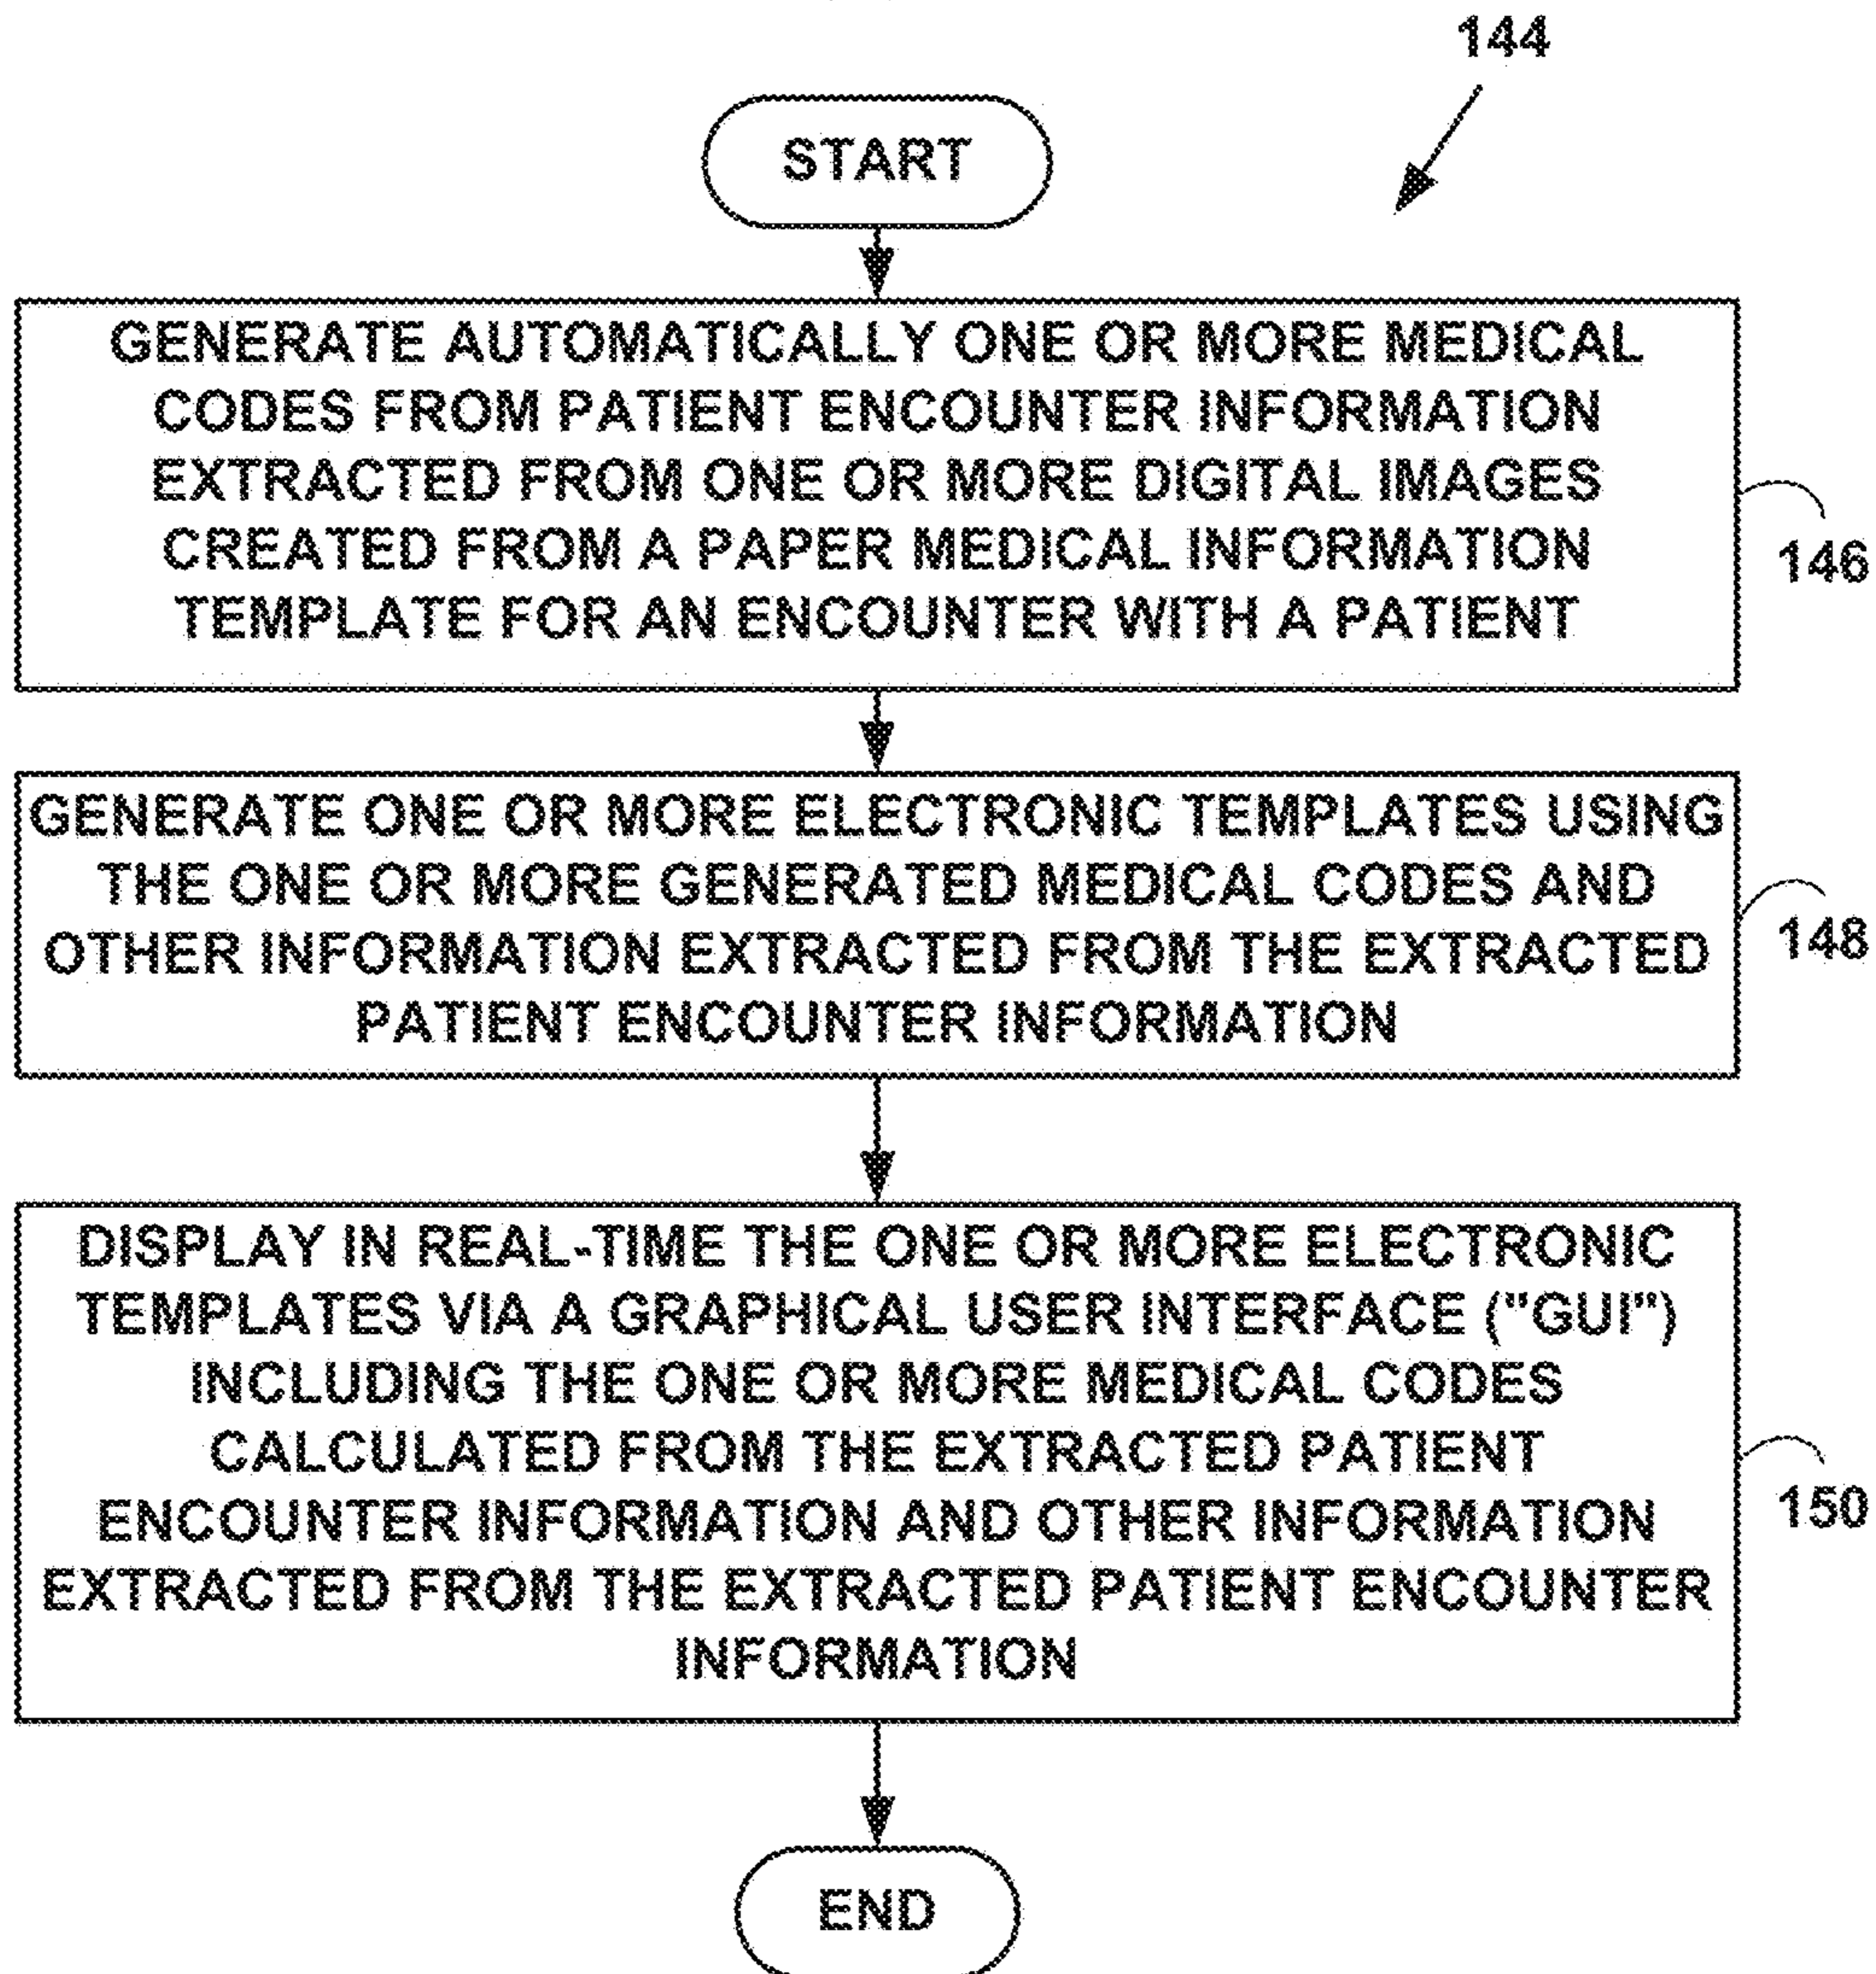 144
START
GENERATE AUTOMATICALLY ONE OR MORE MEDICAL
CODES FROM PATIENT ENCOUNTER INFORMATION
EXTRACTED FROM ONE OR MORE DIGITAL IMAGES
CREATED FROM A PAPER MEDICAL INFORMATION
TEMPLATE FOR AN ENCOUNTER WITH A PATIENT
146
GENERATE ONE OR MORE ELECTRONIC TEMPLATES USING
THE ONE OR MORE GENERATED MEDICAL CODES AND
OTHER INFORMATION EXTRACTED FROM THE EXTRACTED
PATIENT ENCOUNTER INFORMATION
148
DISPLAY IN REAL-TIME THE ONE OR MORE ELECTRONIC
TEMPLATES VIA A GRAPHICAL USER INTERFACE ("GUI")
INCLUDING THE ONE OR MORE MEDICAL CODES
CALCULATED FROM THE EXTRACTED PATIENT
ENCOUNTER INFORMATION AND OTHER INFORMATION
EXTRACTED FROM THE EXTRACTED PATIENT ENCOUNTER
INFORMATION
150
END